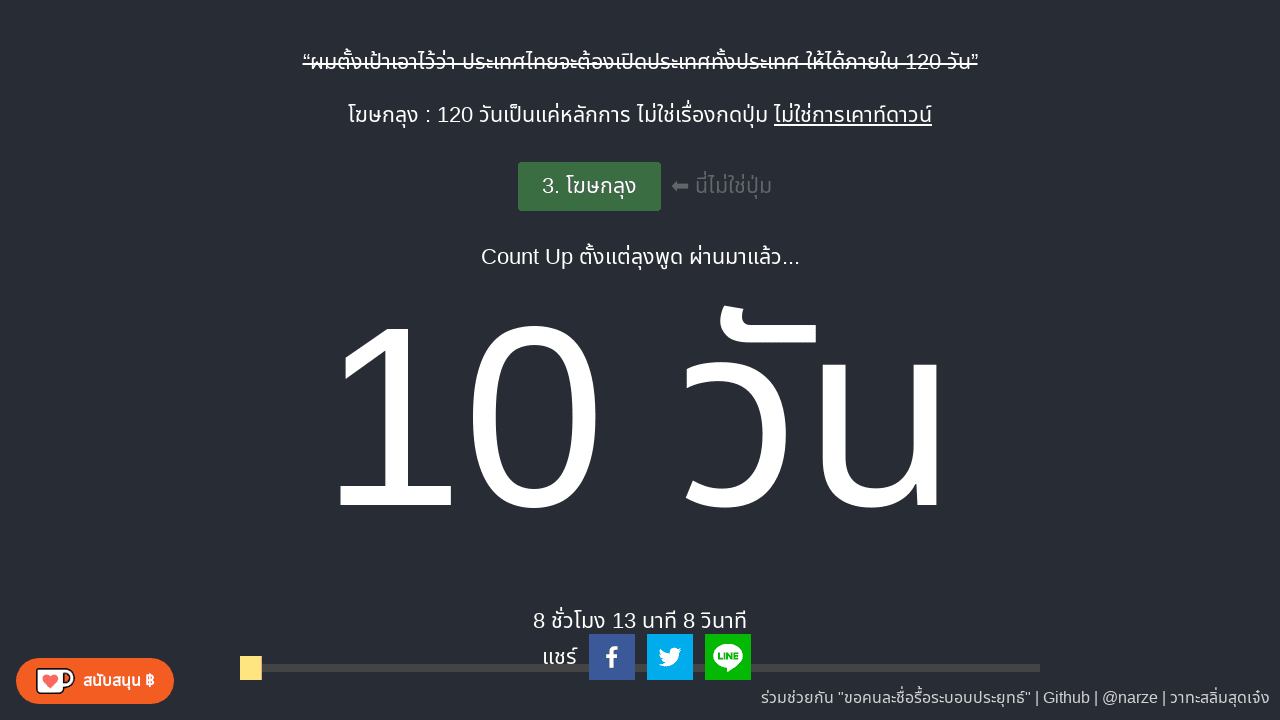 “ผมตั้งเป้าเอาไว้ว่า ประเทศไทยจะต้องเปิดประเทศทั้งประเทศ ให้ได้ภายใน 120 วัน”
โฆษกลุง : 120 วันเป็นแค่หลักการ ไม่ใช่เรื่องกดปุ่ม ไม่ใช่การเคาท์ดาวน์
3. โฆษกลุง ⬅ นี่ไม่ใช่ปุ่ม
Count Up ตั้งแต่ลุงพูด ผ่านมาแล้ว...
10 วัน
8 ชั่วโมง 13 นาที 8 วินาที
แชร์ LINE
สนับสนุน ฿
ร่วมช่วยกัน "ขอคนละชื่อรื้อระบอบประยุทธ์" | Github | @narze | วาทะสลิ่มสุดเจ๋ง